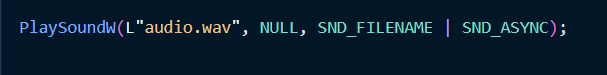 PlaySoundW(L"audio.wav", NULL, SND_FILENAME | SND_ASYNC);